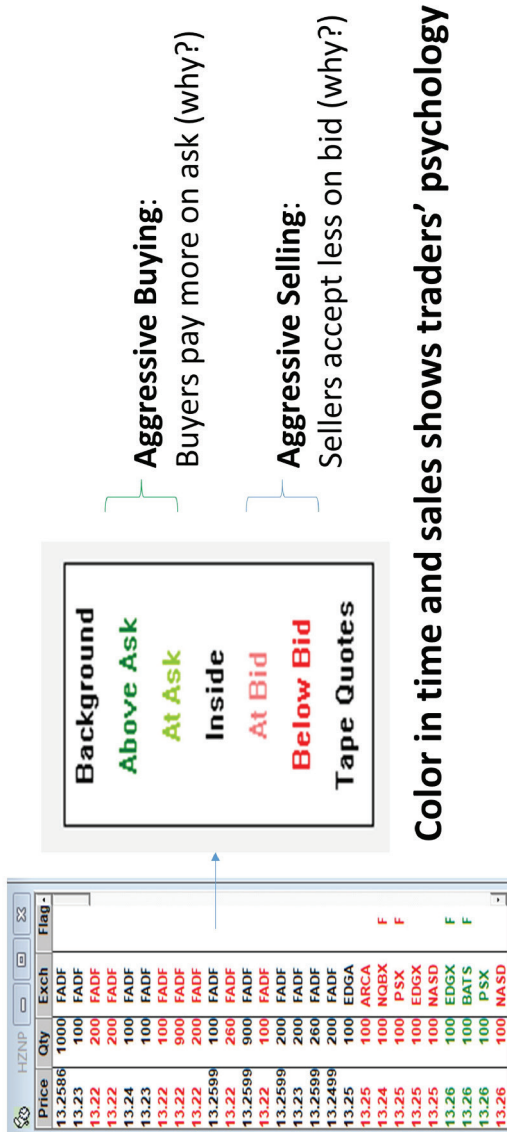 HZNP
Price Qty Exch Flag
13.2586 1000 FADF
13.23 100 FADF
13.22 200 FADF
13.22 200 FADF
13.24 100 FADF
13.23 100 FADF
13.22 100 FADF
13.22 900 FADF
13.22 200 FADF
13.2599 100 FADF
13.22 260 FADF
13.2599 900 FADF
13.22 100 FADF
13.2599 200 FADF
13.23 200 FADF
13.2599 260 FADF
13.2499 200 FADF
13.25 100 EDGA
13.25 100 ARCA
13.24 100 NQBX F
13.25 100 PSX F
13.25 100 EDGX
13.25 100 NASD
13.26 100 EDGX F
13.26 100 BATS F
13.26 100 PSX
13.26 100 NASD
Background
Above Ask
At Ask
Inside
At Bid
Below Bid
Tape Quotes
Aggressive Buying:
Buyers pay more on ask (why?)
Aggressive Selling:
Sellers accept less on bid (why?)
Color in time and sales shows traders’ psychology